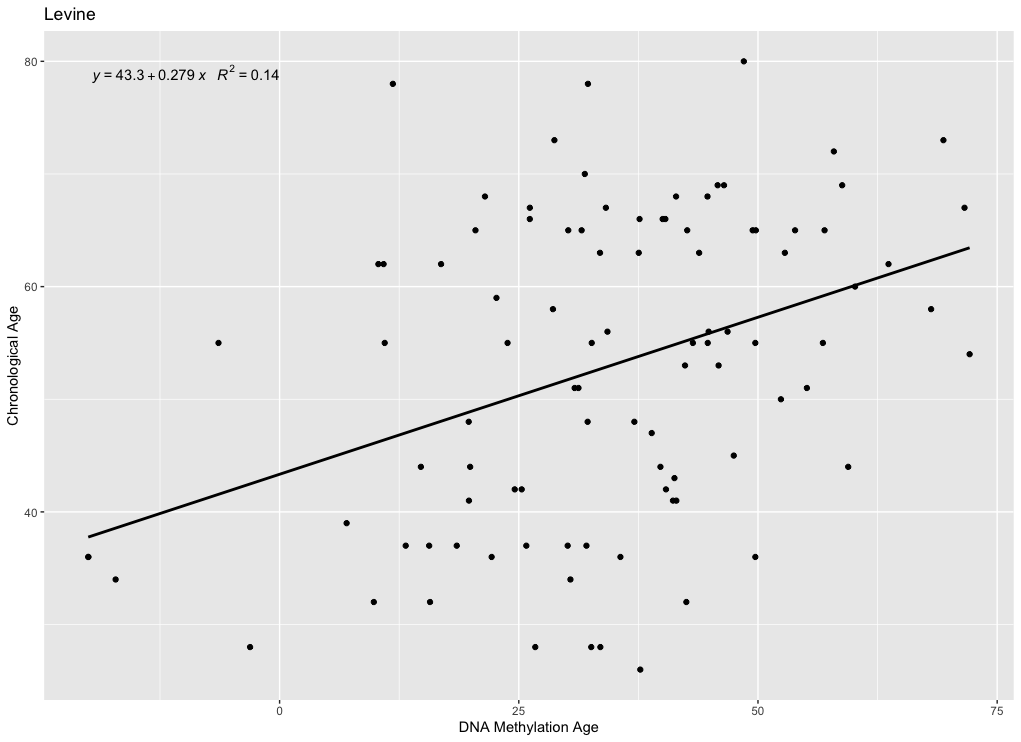 Levine
y = 43.3 + 0.279 x   R² = 0.14
80
60
40
Chronological Age
0 25 50 75
DNA Methylation Age